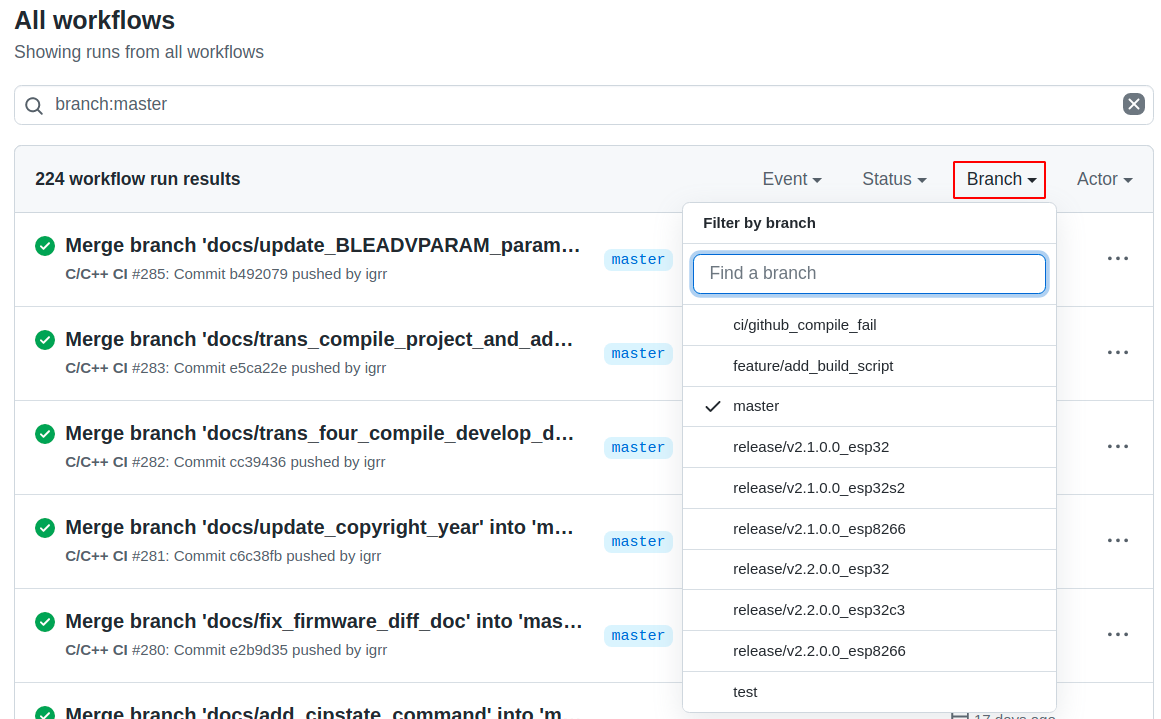 All workflows
Showing runs from all workflows
branch:master
224 workflow run results
Event
Status
Branch
Actor
Merge branch 'docs/update_BLEADVPARAM_param…
C/C++ CI #285: Commit b492079 pushed by igrr
master
Merge branch 'docs/trans_compile_project_and_ad…
C/C++ CI #283: Commit e5ca22e pushed by igrr
master
Merge branch 'docs/trans_four_compile_develop_d…
C/C++ CI #282: Commit cc39436 pushed by igrr
master
Merge branch 'docs/update_copyright_year' into 'm…
C/C++ CI #281: Commit c6c38fb pushed by igrr
master
Merge branch 'docs/fix_firmware_diff_doc' into 'mas…
C/C++ CI #280: Commit e2b9d35 pushed by igrr
master
Merge branch 'docs/add_cipstate_command' into 'm
17 days ago
Filter by branch
Find a branch
ci/github_compile_fail
feature/add_build_script
master
release/v2.1.0.0_esp32
release/v2.1.0.0_esp32s2
release/v2.1.0.0_esp8266
release/v2.2.0.0_esp32
release/v2.2.0.0_esp32c3
release/v2.2.0.0_esp8266
test